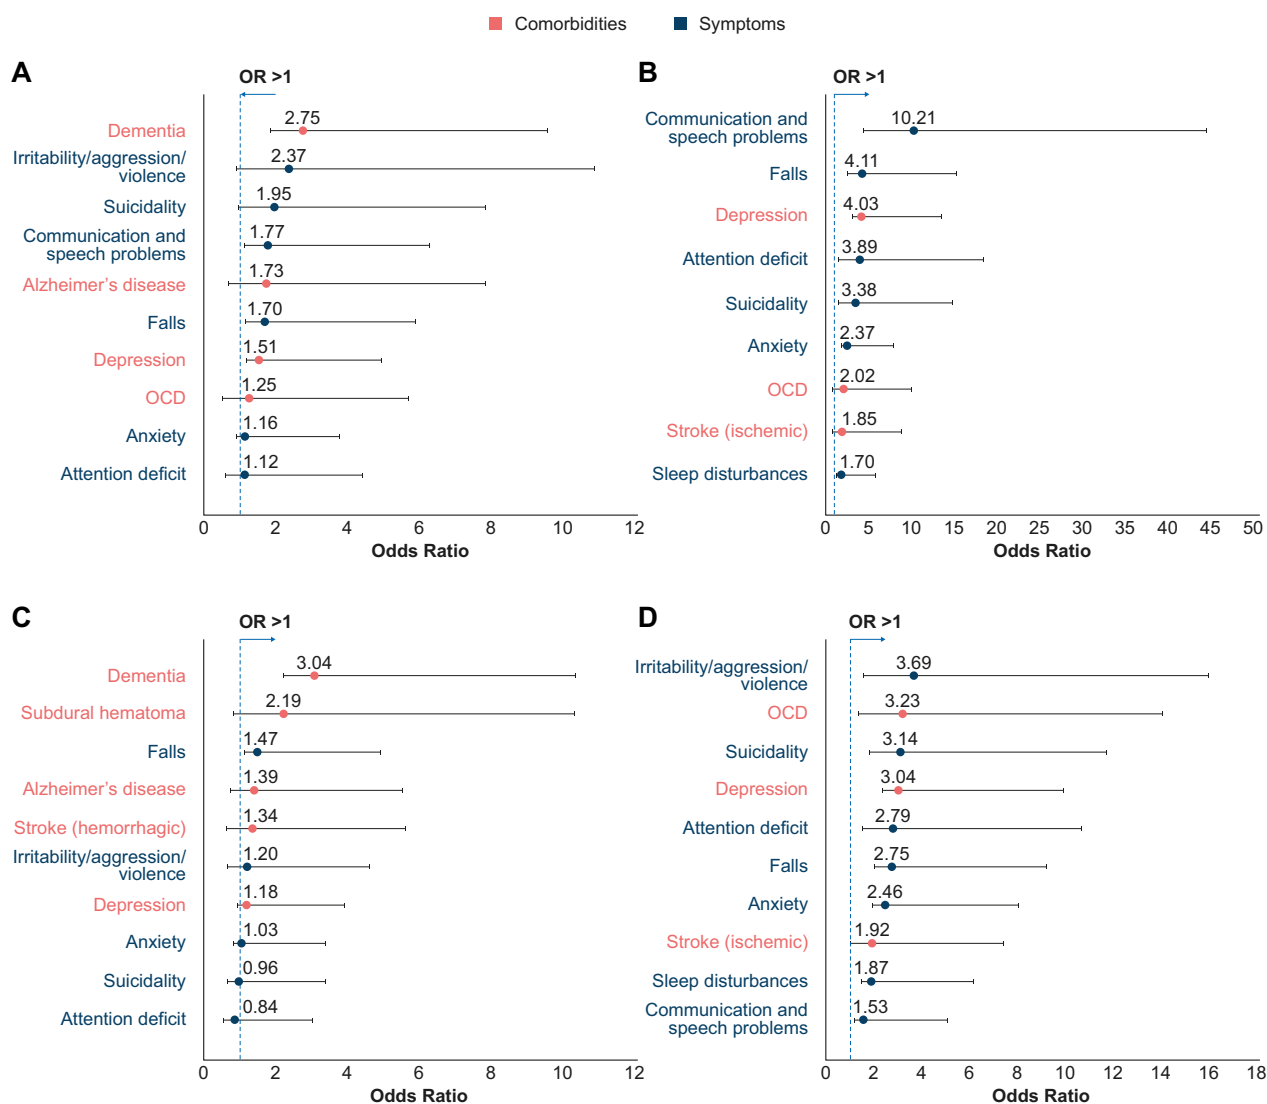 Comorbidities
Symptoms
A
OR >1
Dementia
2.75
Irritability/aggression/
violence
2.37
Suicidality
1.95
Communication and
speech problems
1.77
Alzheimer's disease
1.73
Falls
1.70
Depression
1.51
OCD
1.25
Anxiety
1.16
Attention deficit
1.12
0 2 4 6 8 10 12
Odds Ratio
B
OR >1
Communication and
speech problems
10.21
Falls
4.11
Depression
4.03
Attention deficit
3.89
Suicidality
3.38
Anxiety
2.37
OCD
2.02
Stroke (ischemic)
1.85
Sleep disturbances
1.70
0 5 10 15 20 25 30 35 40 45 50
Odds Ratio
C
OR >1
Dementia
3.04
Subdural hematoma
2.19
Falls
1.47
Alzheimer's disease
1.39
Stroke (hemorrhagic)
1.34
Irritability/aggression/
violence
1.20
Depression
1.18
Anxiety
1.03
Suicidality
0.96
Attention deficit
0.84
0 2 4 6 8 10 12
Odds Ratio
D
OR >1
Irritability/aggression/
violence
3.69
OCD
3.23
Suicidality
3.14
Depression
3.04
Attention deficit
2.79
Falls
2.75
Anxiety
2.46
Stroke (ischemic)
1.92
Sleep disturbances
1.87
Communication and
speech problems
1.53
0 2 4 6 8 10 12 14 16 18
Odds Ratio